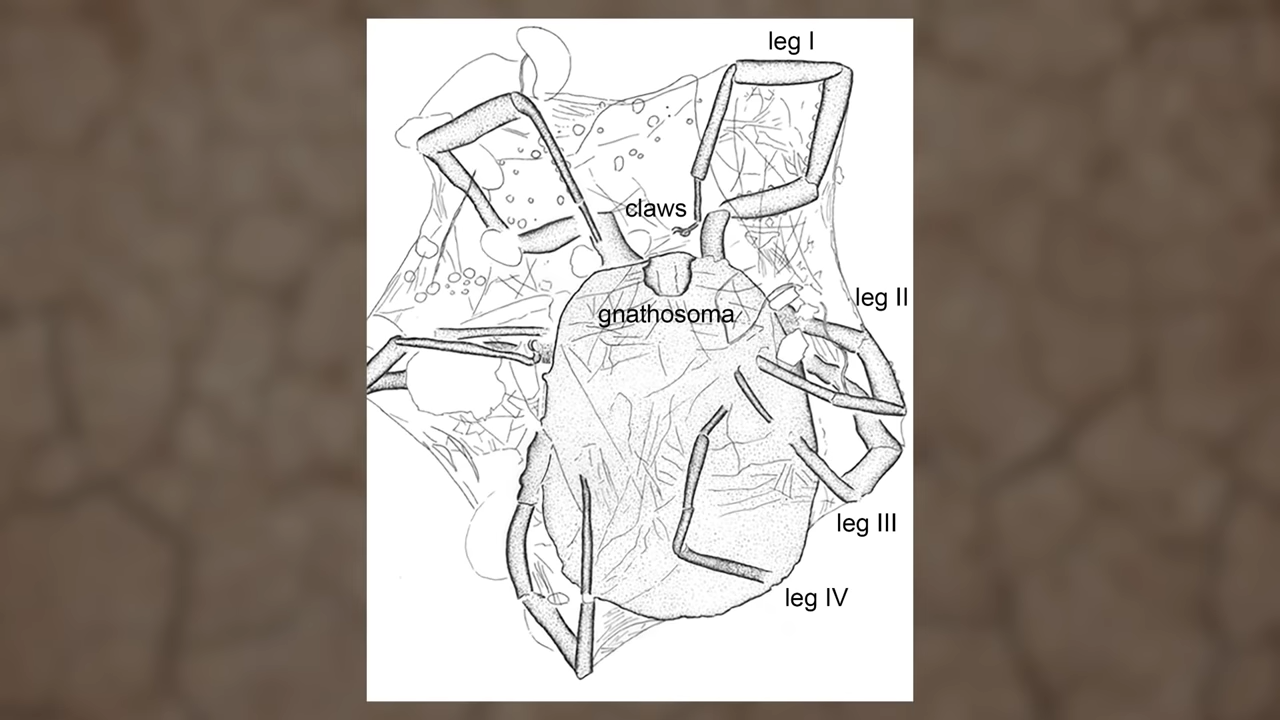 leg I
claws
leg II
gnathosoma
leg III
leg IV